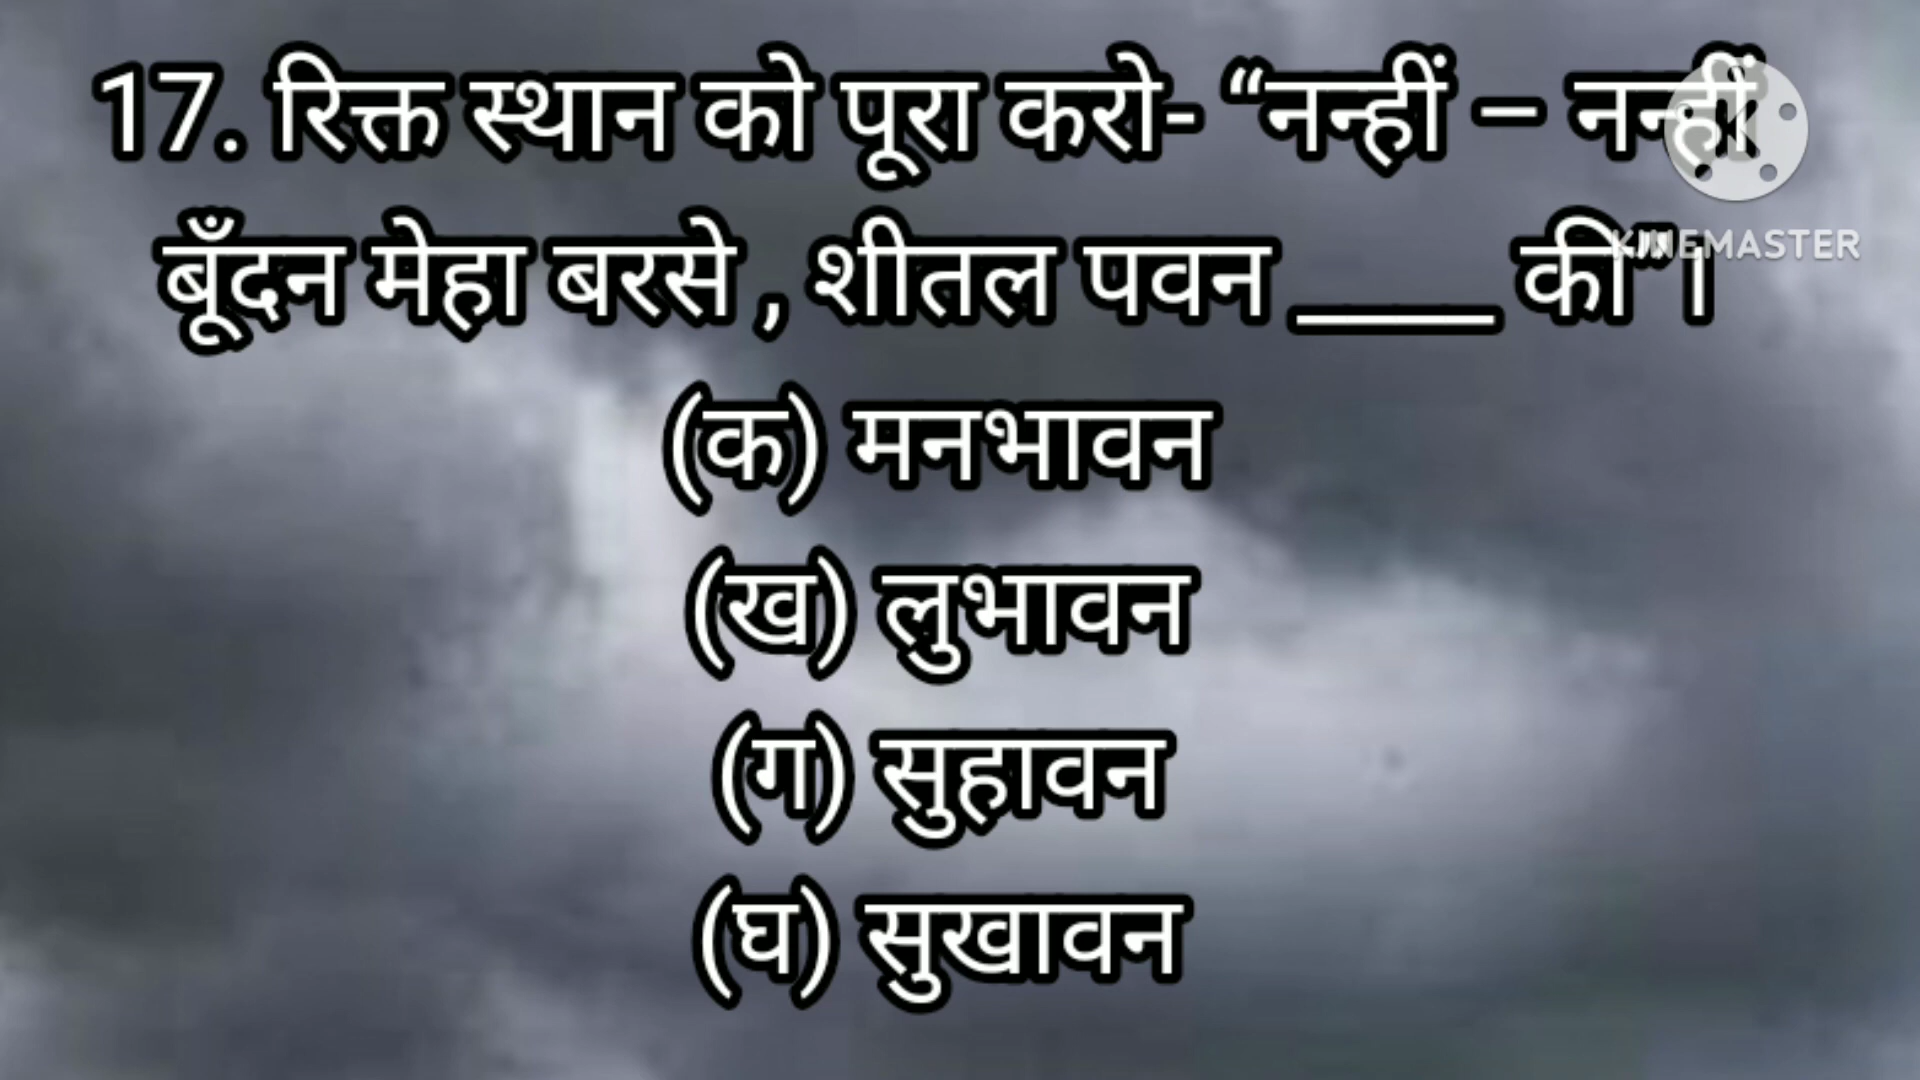 17. रिक्त स्थान को पूरा करो- “नन्हीं – नन्हीं
बूँदन मेहा बरसे , शीतल पवन ____ की”।
(क) मनभावन
(ख) लुभावन
(ग) सुहावन
(घ) सुखावन
KINEMASTER